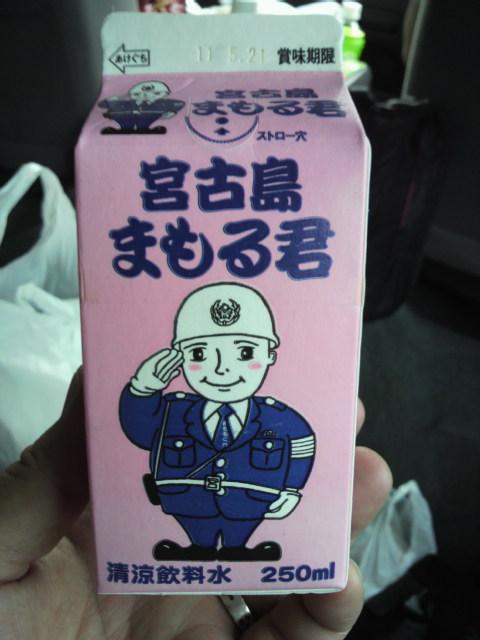 あけぐち
11.5.21 賞味期限
宮古島
まもる君
ストロー穴
宮古島
まもる君
清涼飲料水 250ml